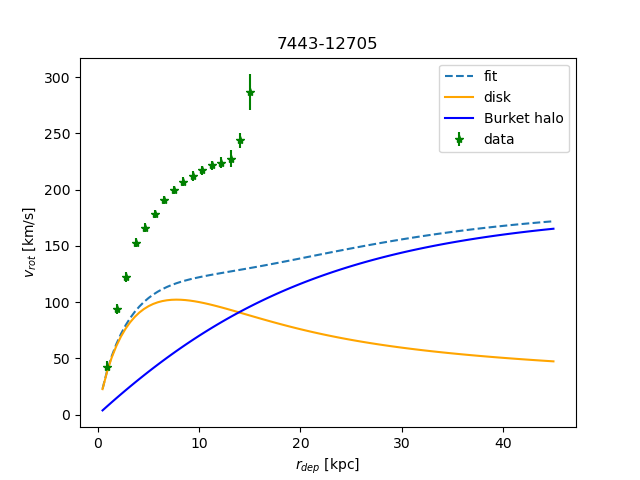 7443-12705
300
250
200
150
100
50
0
v_rot [km/s]
fit
disk
Burket halo
data
0 10 20 30 40
r_dep [kpc]